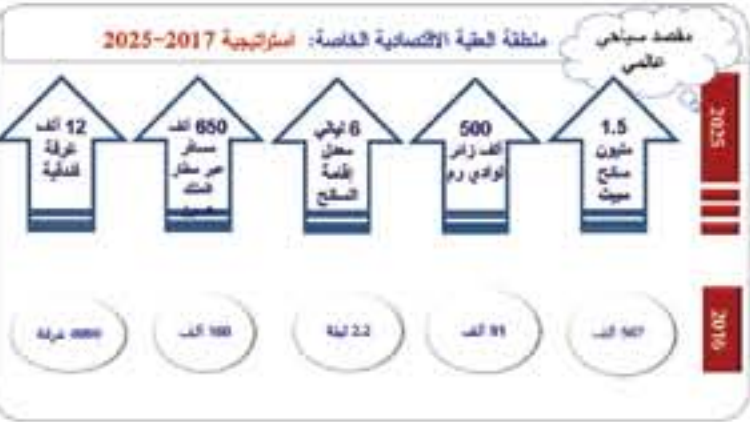 مقصد سياحي
عالمي
منطقة العقبة الاقتصادية الخاصة: استراتيجية 2017-2025
2025
1.5
مليون
سائح
مبيت
500
ألف زائر
لوادي رم
6 ليالي
معدل
إقامة
السائح
650 ألف
مسافر
عبر مطار
الملك
12 ألف
غرفة
فندقية
2016
ألف
91 ألف
2.2 ليلة
ألف
غرفة